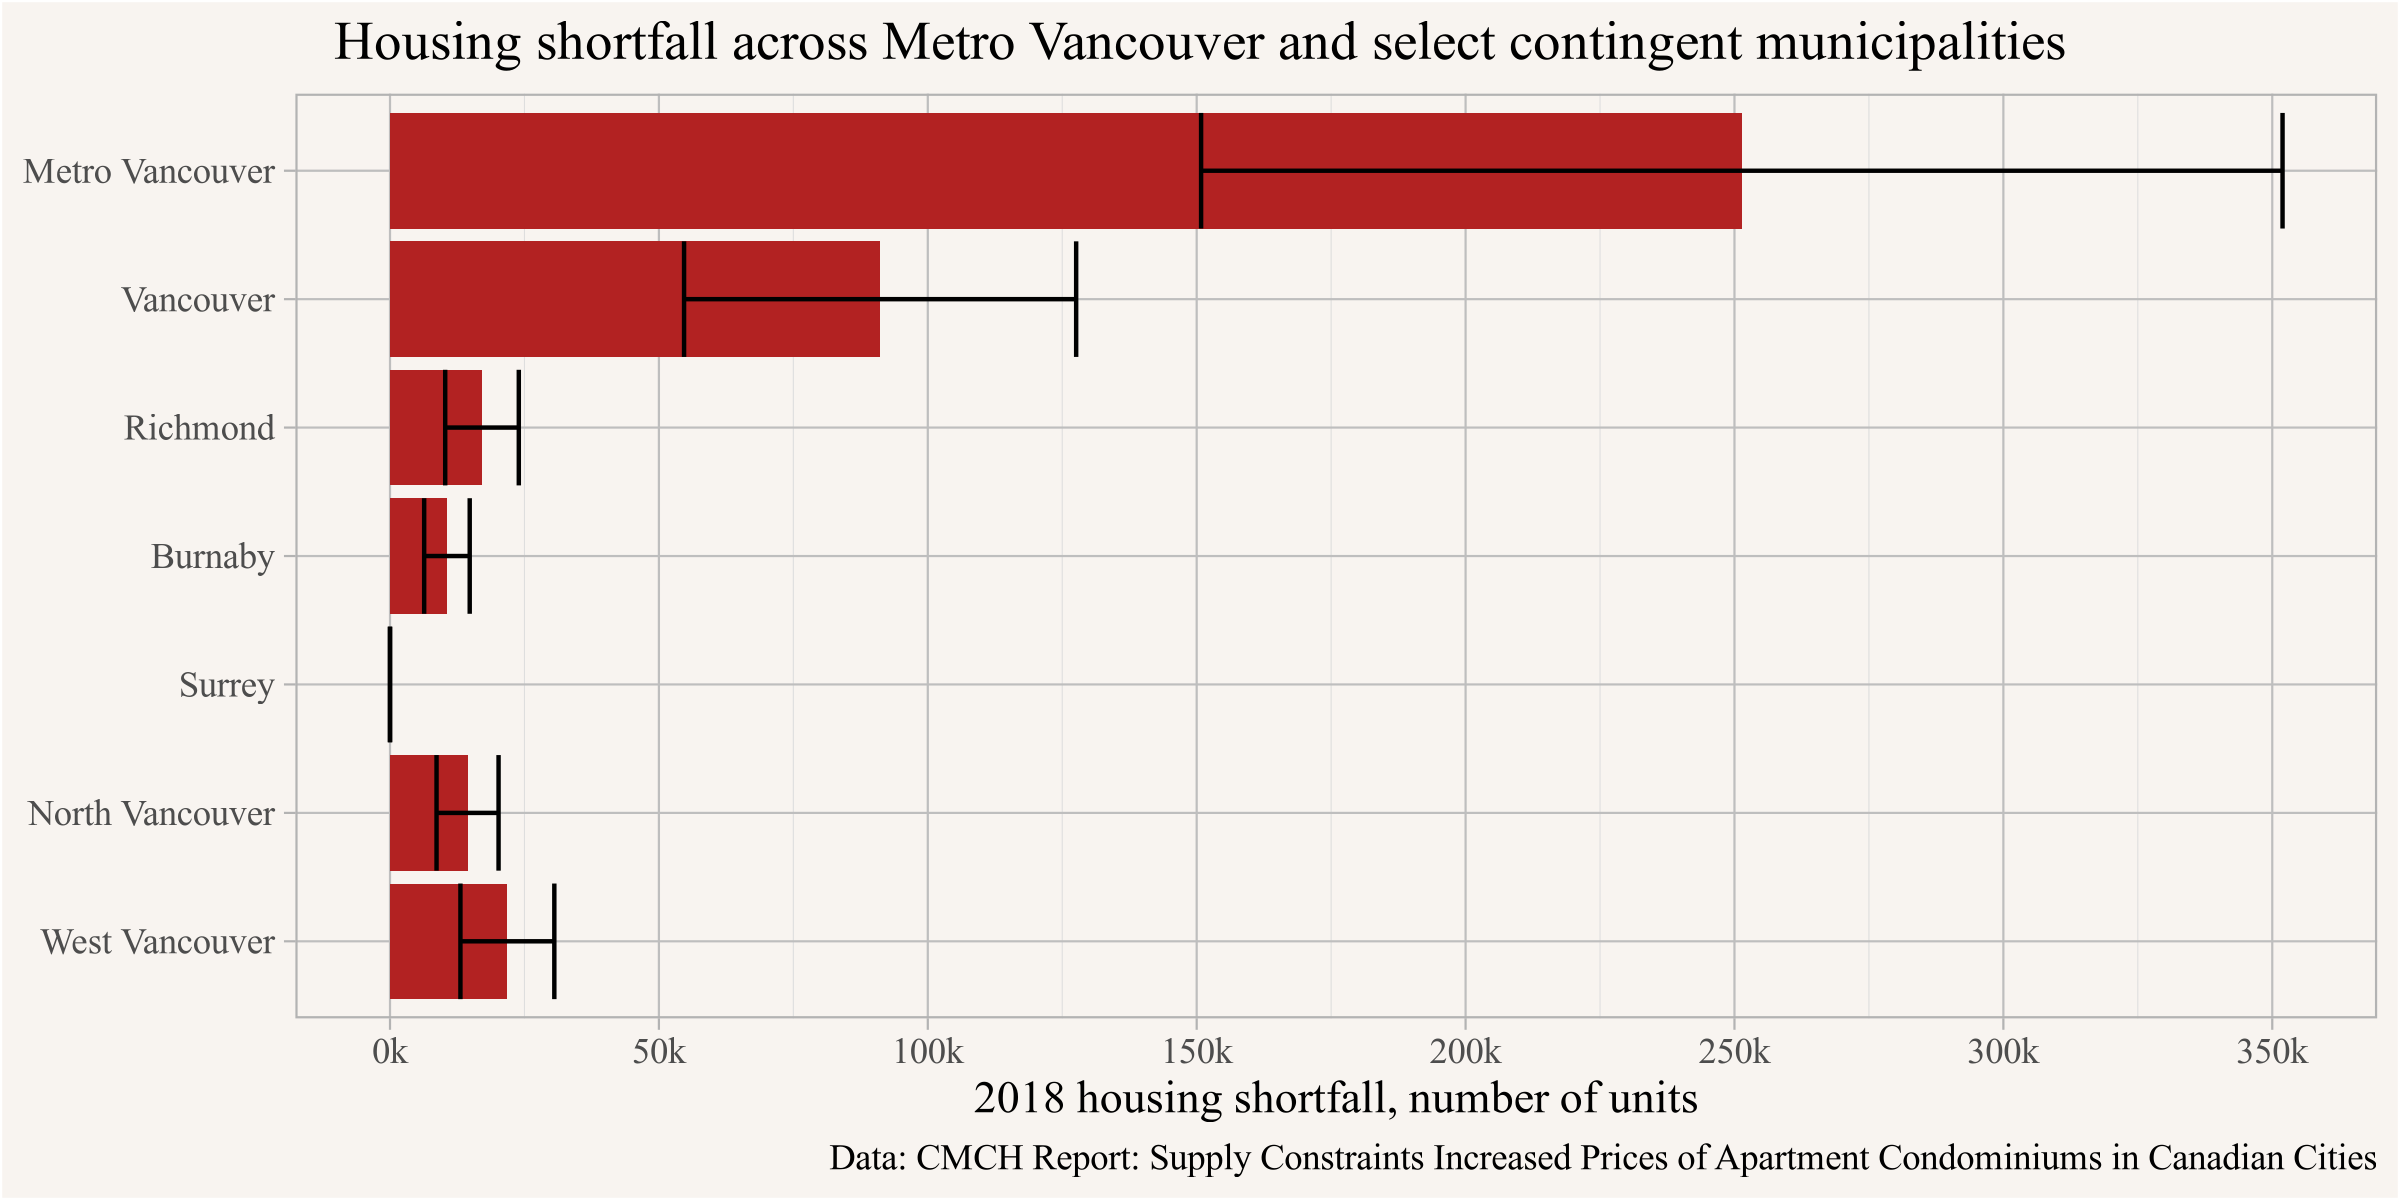 Housing shortfall across Metro Vancouver and select contingent municipalities
Metro Vancouver
Vancouver
Richmond
Burnaby
Surrey
North Vancouver
West Vancouver
0k 50k 100k 150k 200k 250k 300k 350k
2018 housing shortfall, number of units
Data: CMCH Report: Supply Constraints Increased Prices of Apartment Condominiums in Canadian Cities